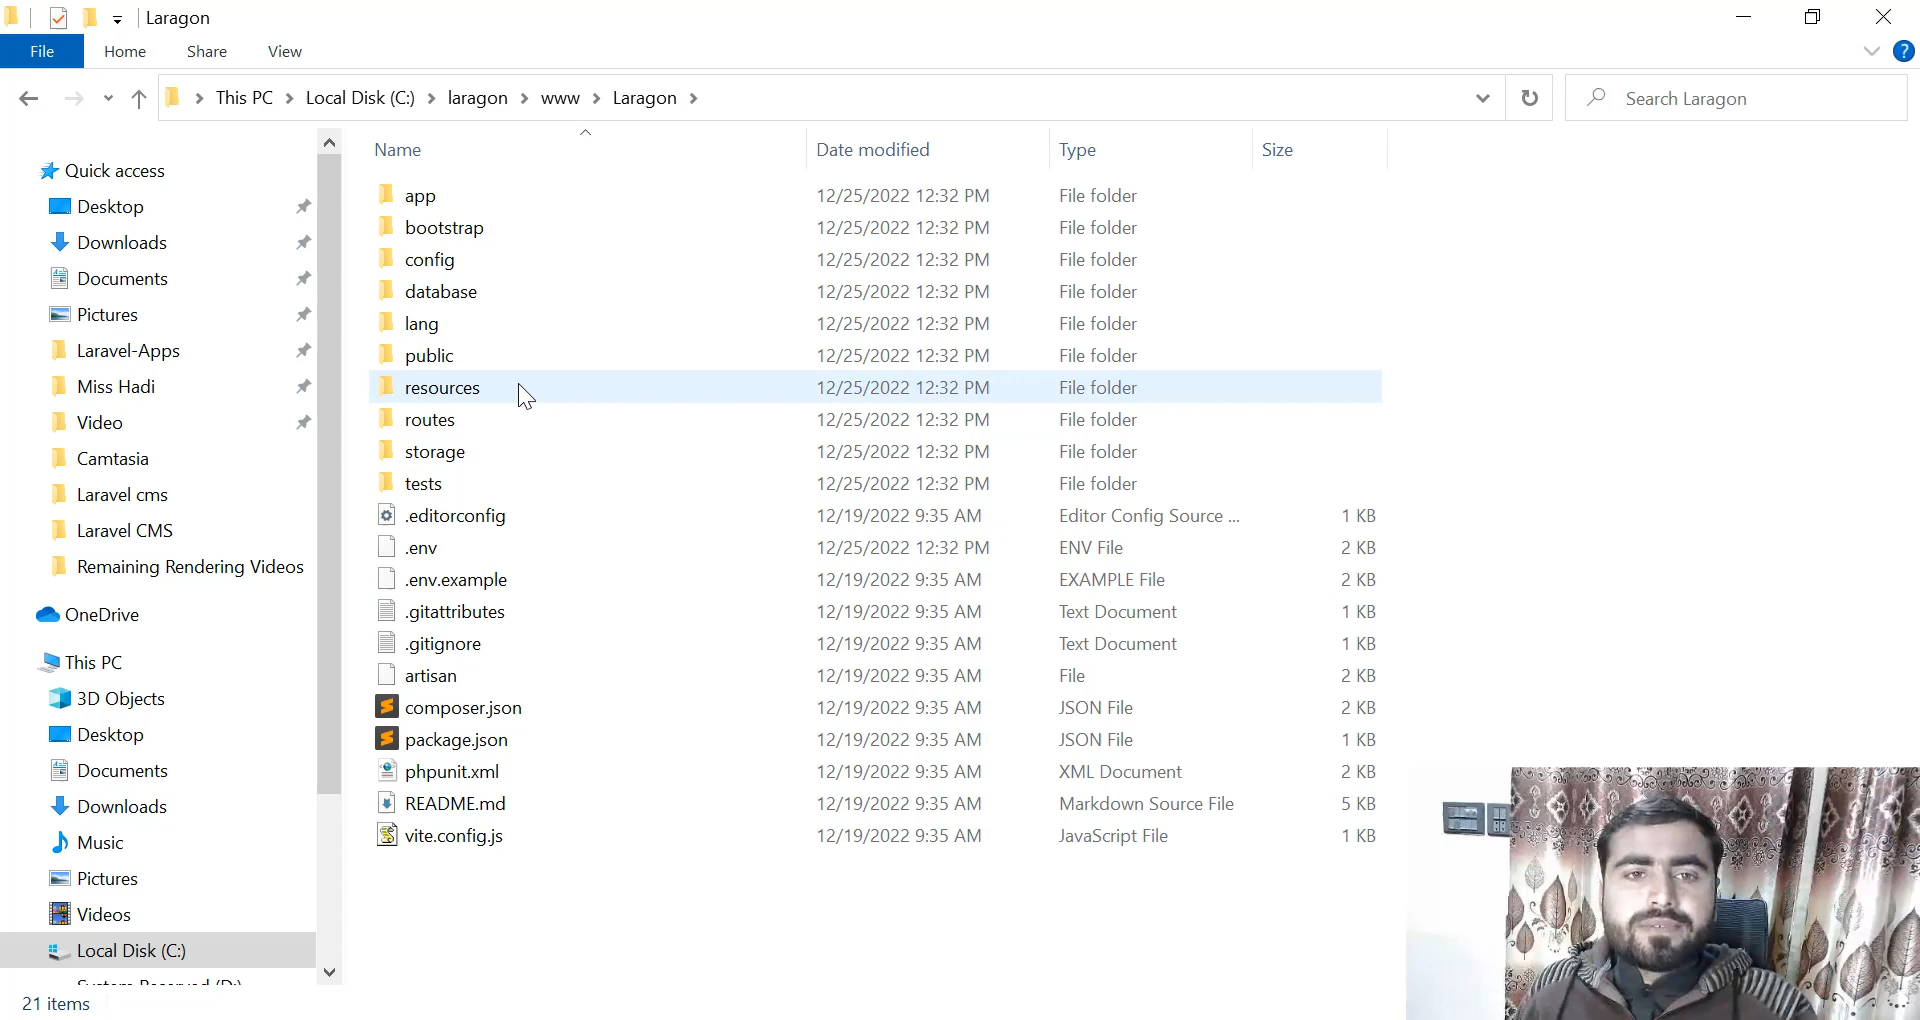 Laragon
File Home Share View
This PC Local Disk (C:) laragon www Laragon
Search Laragon
Name Date modified Type Size
Quick access
Desktop
Downloads
Documents
Pictures
Laravel-Apps
Miss Hadi
Video
Camtasia
Laravel cms
Laravel CMS
Remaining Rendering Videos
OneDrive
This PC
3D Objects
Desktop
Documents
Downloads
Music
Pictures
Videos
Local Disk (C:)
System Reserved (D:)
app 12/25/2022 12:32 PM File folder
bootstrap 12/25/2022 12:32 PM File folder
config 12/25/2022 12:32 PM File folder
database 12/25/2022 12:32 PM File folder
lang 12/25/2022 12:32 PM File folder
public 12/25/2022 12:32 PM File folder
resources 12/25/2022 12:32 PM File folder
routes 12/25/2022 12:32 PM File folder
storage 12/25/2022 12:32 PM File folder
tests 12/25/2022 12:32 PM File folder
.editorconfig 12/19/2022 9:35 AM Editor Config Source ... 1 KB
.env 12/25/2022 12:32 PM ENV File 2 KB
.env.example 12/19/2022 9:35 AM EXAMPLE File 2 KB
.gitattributes 12/19/2022 9:35 AM Text Document 1 KB
.gitignore 12/19/2022 9:35 AM Text Document 1 KB
artisan 12/19/2022 9:35 AM File 2 KB
composer.json 12/19/2022 9:35 AM JSON File 2 KB
package.json 12/19/2022 9:35 AM JSON File 1 KB
phpunit.xml 12/19/2022 9:35 AM XML Document 2 KB
README.md 12/19/2022 9:35 AM Markdown Source File 5 KB
vite.config.js 12/19/2022 9:35 AM JavaScript File 1 KB
21 items